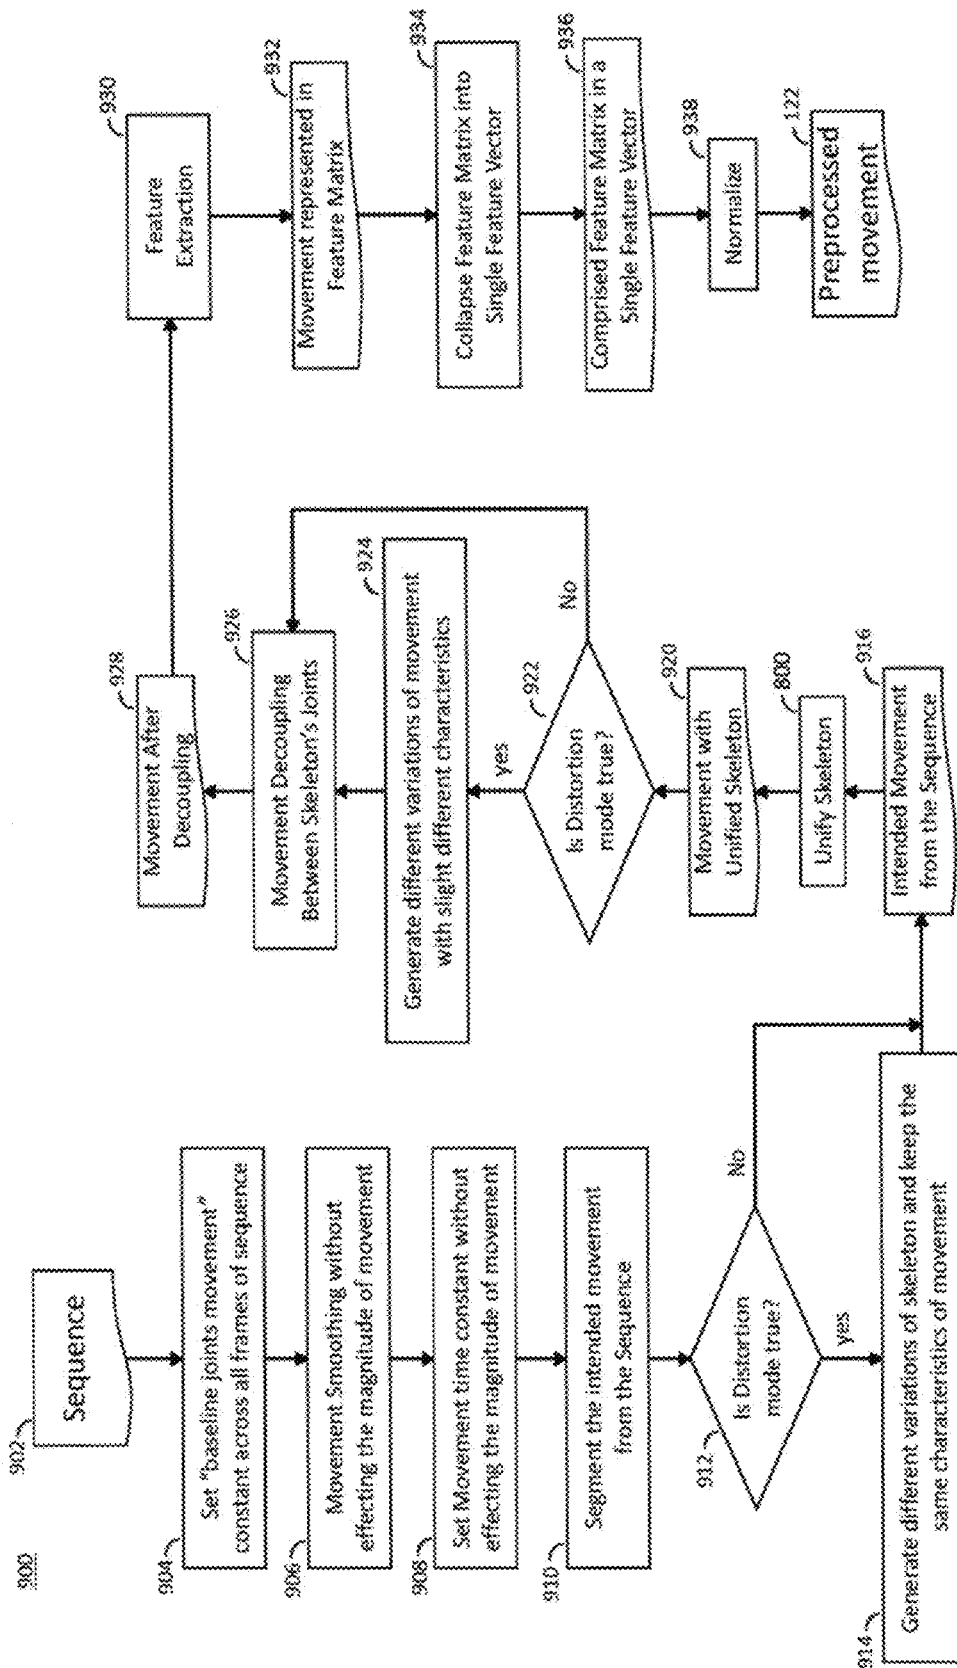 900
902
Sequence
904
Set "baseline joints movement"
constant across all frames of sequence
906
Movement Smoothing without
effecting the magnitude of movement
908
Set Movement time constant without
effecting the magnitude of movement
910
Segment the intended movement
from the Sequence
912
Is Distortion
mode true?
No
yes
914
Generate different variations of skeleton and keep the
same characteristics of movement
916
Intended Movement
from the Sequence
800
Unify Skeleton
920
Movement with
Unified Skeleton
922
Is Distortion
mode true?
No
yes
924
Generate different variations of movement
with slight different characteristics
926
Movement Decoupling
Between Skeleton's Joints
928
Movement After
Decoupling
930
Feature
Extraction
932
Movement represented in
Feature Matrix
934
Collapse Feature Matrix into
Single Feature Vector
936
Comprised Feature Matrix in a
Single Feature Vector
938
Normalize
122
Preprocessed
movement